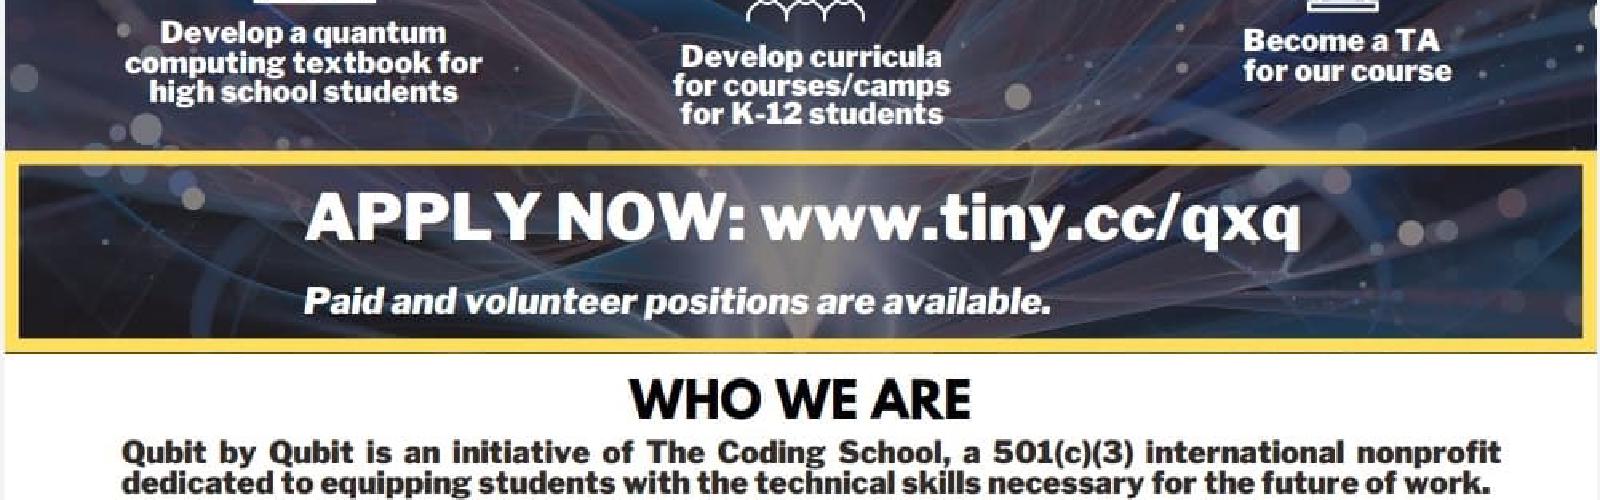 Develop a quantum
computing textbook for
high school students
Develop curricula
for courses/camps
for K-12 students
Become a TA
for our course
APPLY NOW: www.tiny.cc/qxq
Paid and volunteer positions are available.
WHO WE ARE
Qubit by Qubit is an initiative of The Coding School, a 501(c)(3) international nonprofit
dedicated to equipping students with the technical skills necessary for the future of work.